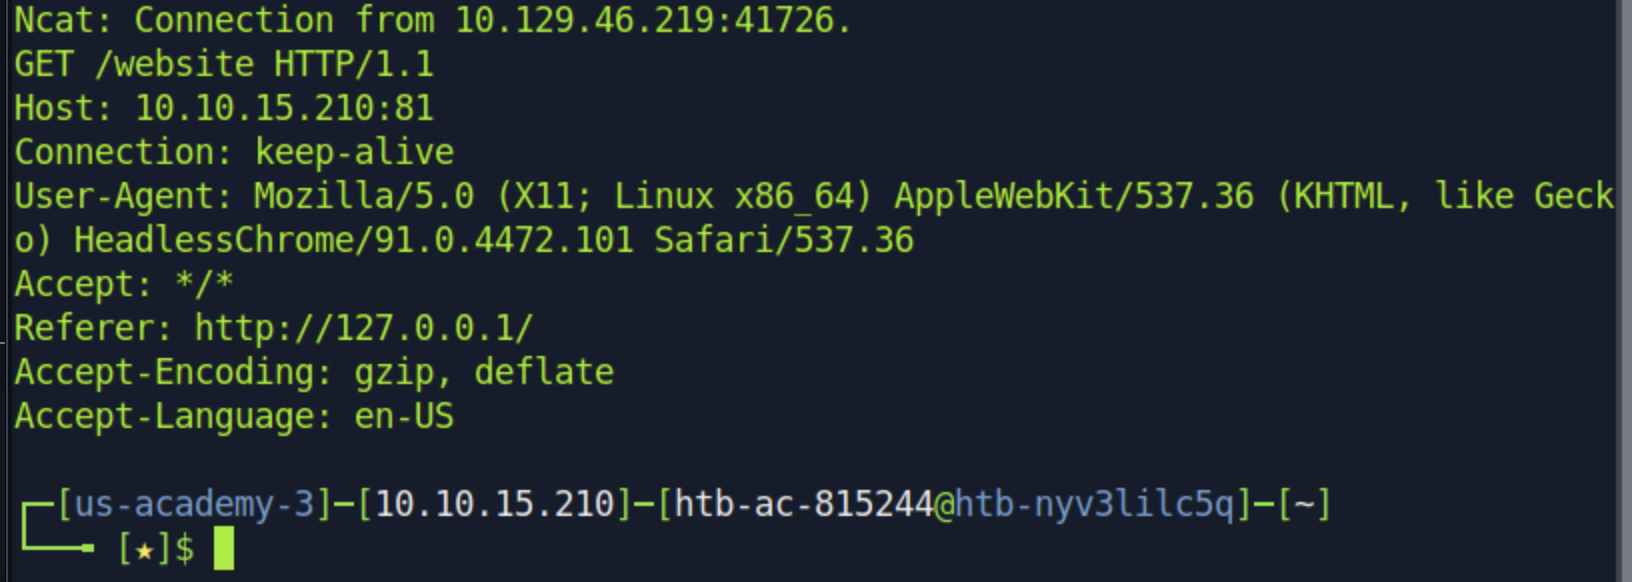 Ncat: Connection from 10.129.46.219:41726.
GET /website HTTP/1.1
Host: 10.10.15.210:81
Connection: keep-alive
User-Agent: Mozilla/5.0 (X11; Linux x86_64) AppleWebKit/537.36 (KHTML, like Geck
o) HeadlessChrome/91.0.4472.101 Safari/537.36
Accept: */*
Referer: http://127.0.0.1/
Accept-Encoding: gzip, deflate
Accept-Language: en-US
┌─[us-academy-3]─[10.10.15.210]─[htb-ac-815244@htb-nyv3lilc5q]─[~]
└──╼ [★]$